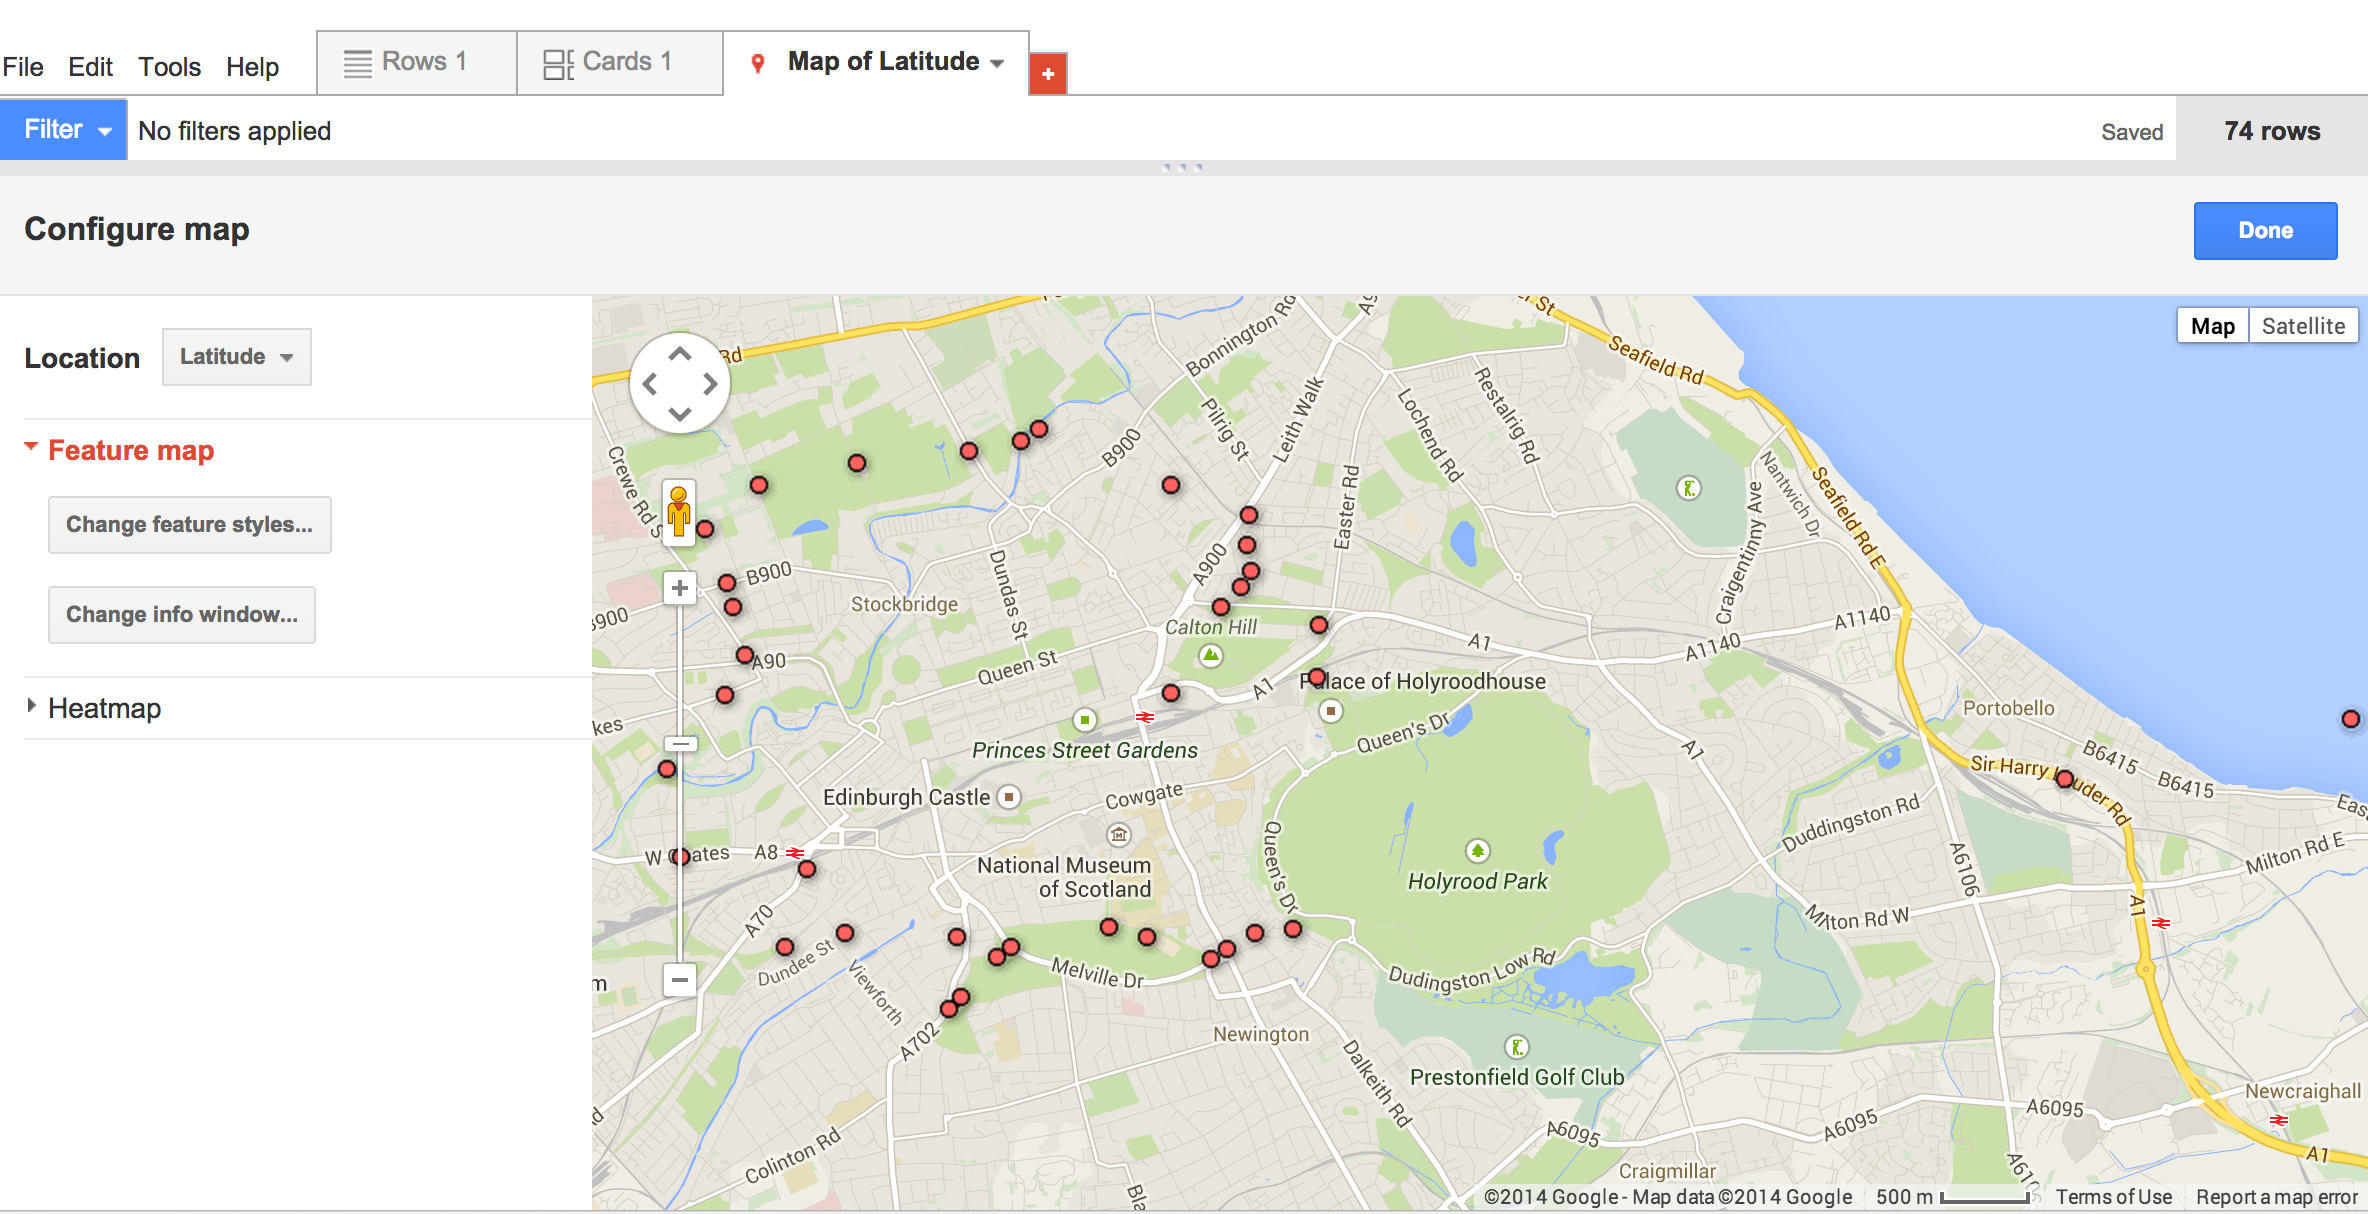 File Edit Tools Help
Rows 1
Cards 1
Map of Latitude
+
Filter
No filters applied
Saved
74 rows
Configure map
Done
Location
Latitude
Feature map
Change feature styles...
Change info window...
Heatmap
Map
Satellite
Rd
Bonnington Rd
Seafield Rd
Crewe Rd S
Pilrig St
Leith Walk
Lochend Rd
Restalrig Rd
B900
Easter Rd
Nantwich Dr
Seafield Rd E
Craigentinny Ave
A900
B900
Dundas St
Stockbridge
Calton Hill
A1
A1140
A1140
A90
Queen St
A1
Palace of Holyroodhouse
Queen's Dr
A1
Portobello
B6415
B6415
Princes Street Gardens
Edinburgh Castle
Cowgate
Queen's Dr
Sir Harry Lauder Rd
Duddingston Rd
A6106
Milton Rd E
W Coates
A8
National Museum
of Scotland
Holyrood Park
A70
Milton Rd W
A1
Dundee St
Viewforth
Melville Dr
Dudingston Low Rd
A702
Newington
Dalkeith Rd
Prestonfield Golf Club
Newcraighall
A6095
A6095
A6095
Colinton Rd
Craigmillar
A1
©2014 Google - Map data ©2014 Google
500 m
Terms of Use
Report a map error